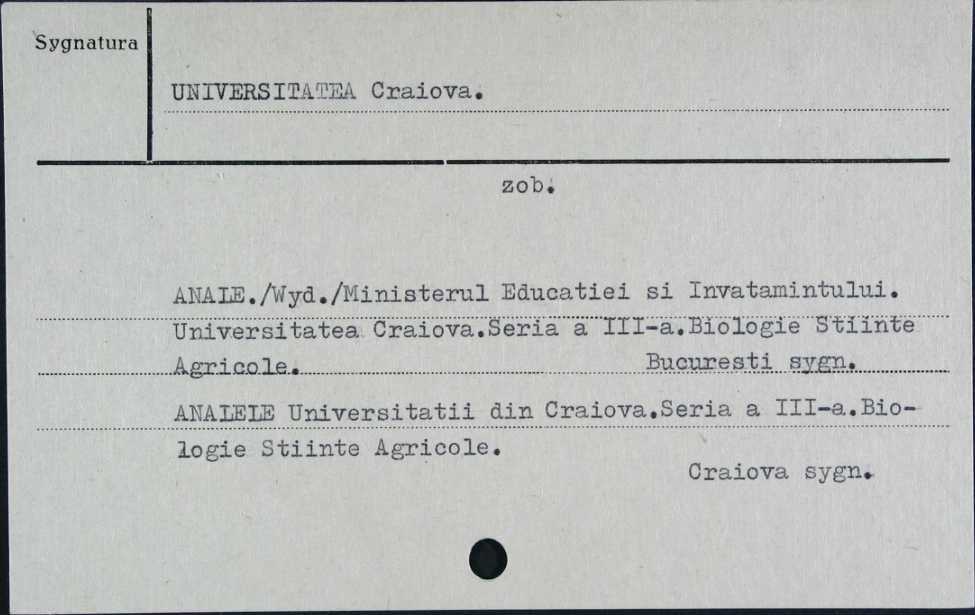 Sygnatura
UNIVERSITATEA Craiova.
zob.
ANALE./Wyd./Ministerul Educatiei si Invatamintului.
Universitatea Craiova.Seria a III-a.Biologie Stiinte
Agricole. Bucuresti sygn.
ANALELE Universitatii din Craiova.Seria a III-a.Bio-
logie Stiinte Agricole.
Craiova sygn.